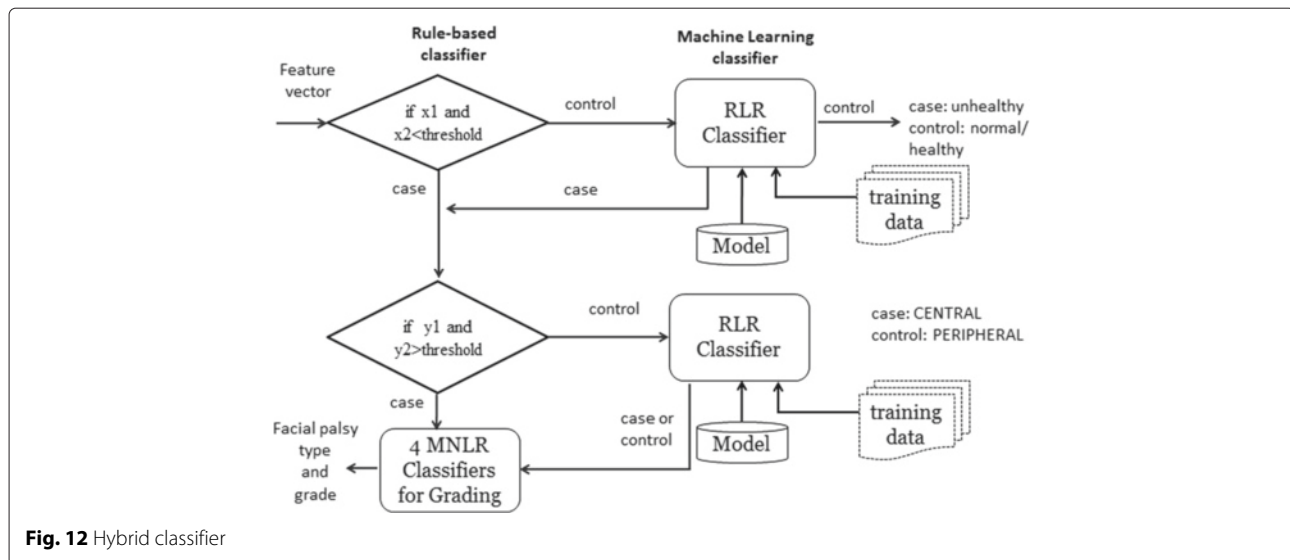 Rule-based
classifier
Machine Learning
classifier
Feature
vector
if x1 and
x2<threshold
control
RLR
Classifier
control
case: unhealthy
control: normal/
healthy
case
case
training
data
Model
if y1 and
y2>threshold
control
RLR
Classifier
case: CENTRAL
control: PERIPHERAL
case
case or
control
training
data
Model
Facial palsy
type
and
grade
4 MNLR
Classifiers
for Grading
Fig. 12 Hybrid classifier